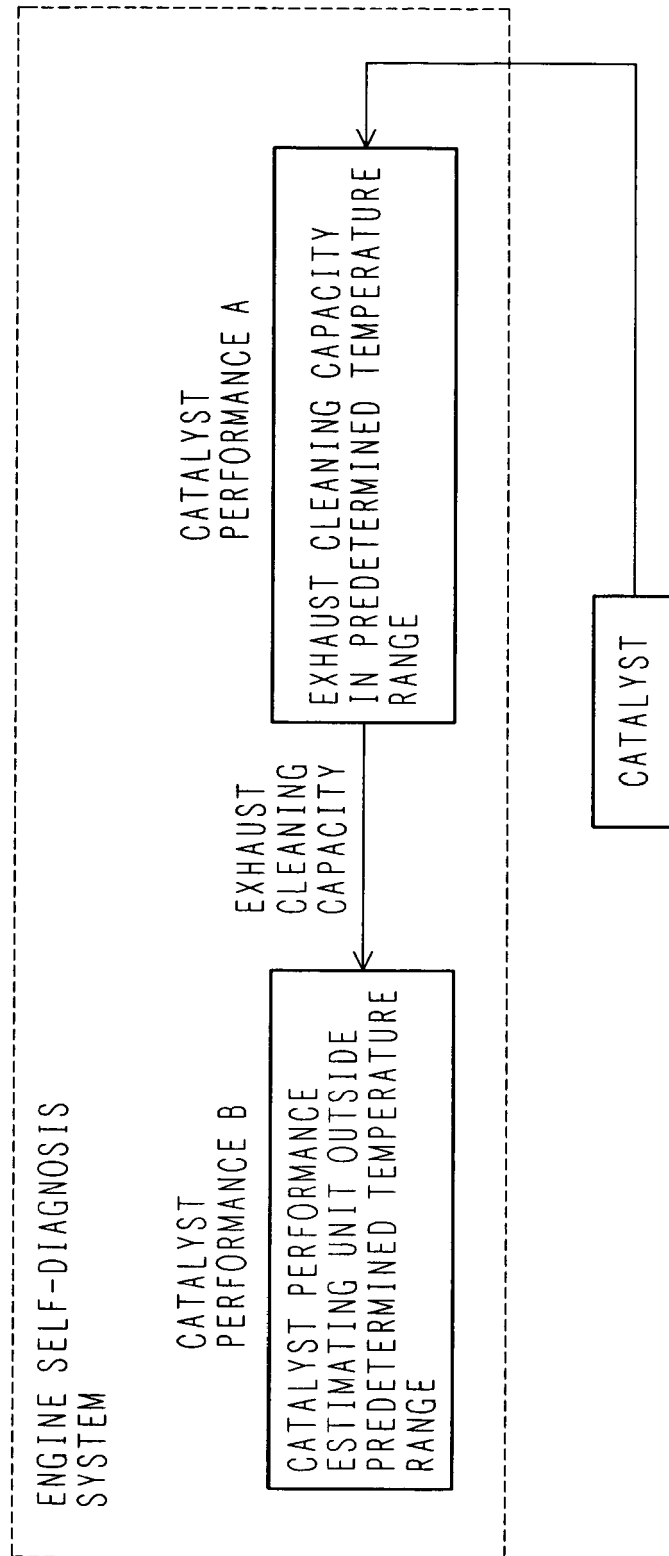 ENGINE SELF-DIAGNOSIS
SYSTEM
CATALYST
PERFORMANCE B
CATALYST PERFORMANCE
ESTIMATING UNIT OUTSIDE
PREDETERMINED TEMPERATURE
RANGE
EXHAUST
CLEANING
CAPACITY
CATALYST
PERFORMANCE A
EXHAUST CLEANING CAPACITY
IN PREDETERMINED TEMPERATURE
RANGE
CATALYST